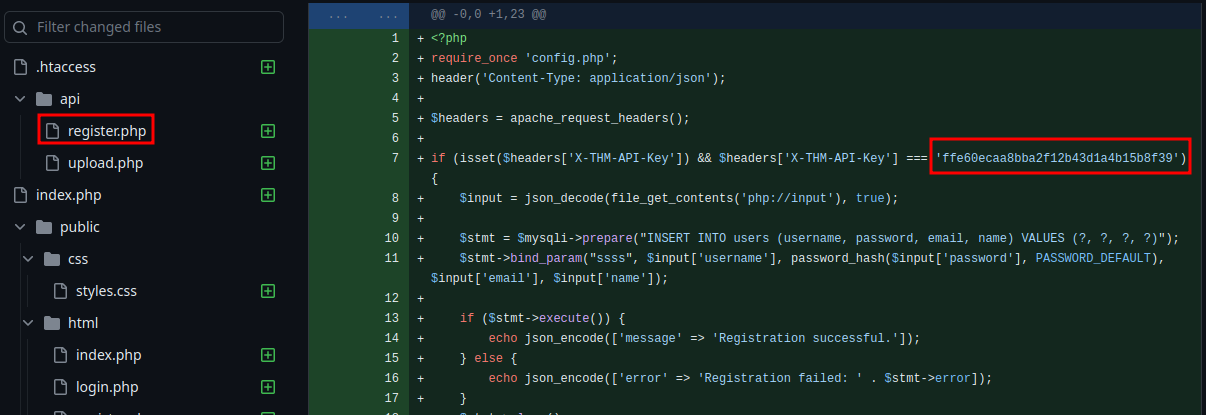 Filter changed files
.htaccess
api
register.php
upload.php
index.php
public
css
styles.css
html
index.php
login.php
... ... @@ -0,0 +1,23 @@
1 + <?php
2 + require_once 'config.php';
3 + header('Content-Type: application/json');
4 +
5 + $headers = apache_request_headers();
6 +
7 + if (isset($headers['X-THM-API-Key']) && $headers['X-THM-API-Key'] === 'ffe60ecaa8bba2f12b43d1a4b15b8f39')
{
8 + $input = json_decode(file_get_contents('php://input'), true);
9 +
10 + $stmt = $mysqli->prepare("INSERT INTO users (username, password, email, name) VALUES (?, ?, ?, ?)");
11 + $stmt->bind_param("ssss", $input['username'], password_hash($input['password'], PASSWORD_DEFAULT),
$input['email'], $input['name']);
12 +
13 + if ($stmt->execute()) {
14 + echo json_encode(['message' => 'Registration successful.']);
15 + } else {
16 + echo json_encode(['error' => 'Registration failed: ' . $stmt->error]);
17 + }